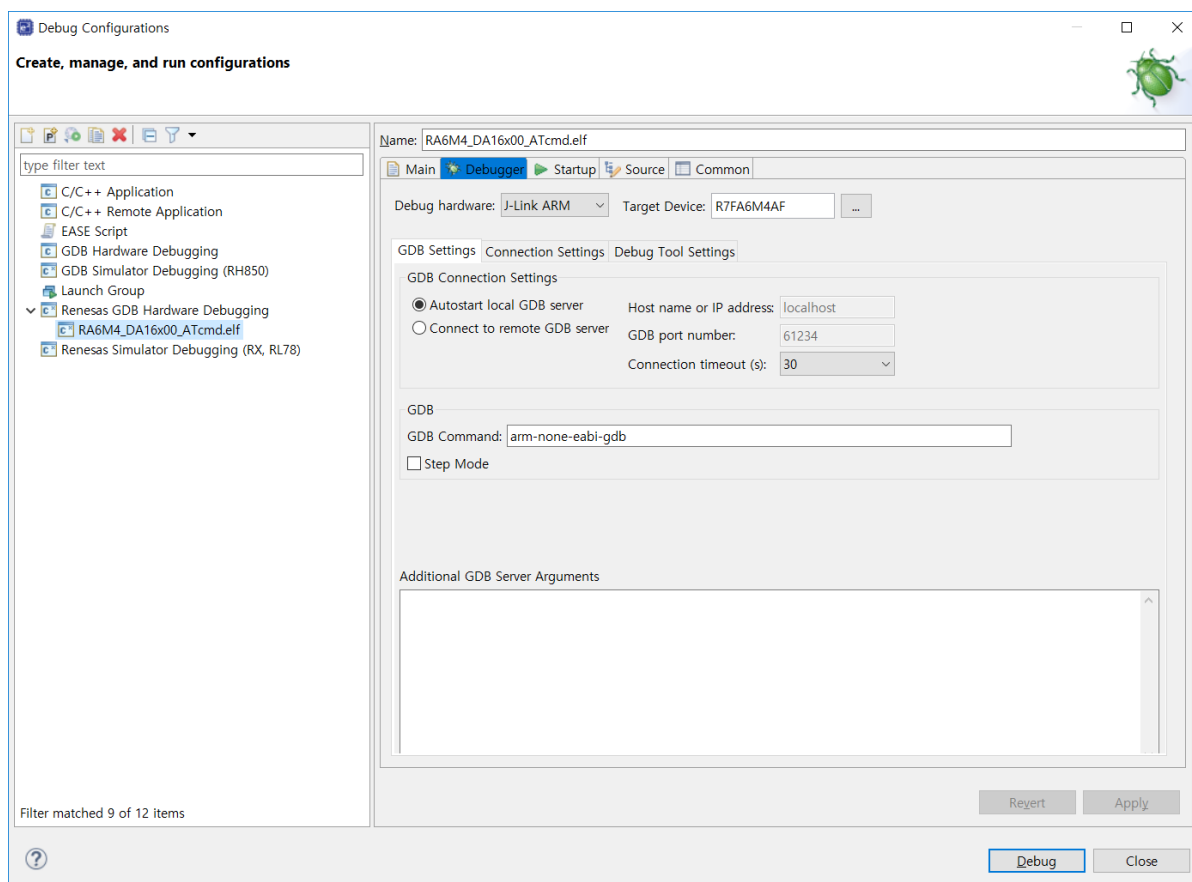 Debug Configurations
Create, manage, and run configurations
type filter text
C/C++ Application
C/C++ Remote Application
EASE Script
GDB Hardware Debugging
GDB Simulator Debugging (RH850)
Launch Group
Renesas GDB Hardware Debugging
RA6M4_DA16x00_ATcmd.elf
Renesas Simulator Debugging (RX, RL78)
Filter matched 9 of 12 items
Name: RA6M4_DA16x00_ATcmd.elf
Main Debugger Startup Source Common
Debug hardware: J-Link ARM Target Device: R7FA6M4AF ...
GDB Settings Connection Settings Debug Tool Settings
GDB Connection Settings
Autostart local GDB server Host name or IP address: localhost
Connect to remote GDB server GDB port number: 61234
Connection timeout (s): 30
GDB
GDB Command: arm-none-eabi-gdb
Step Mode
Additional GDB Server Arguments
Revert Apply
Debug Close